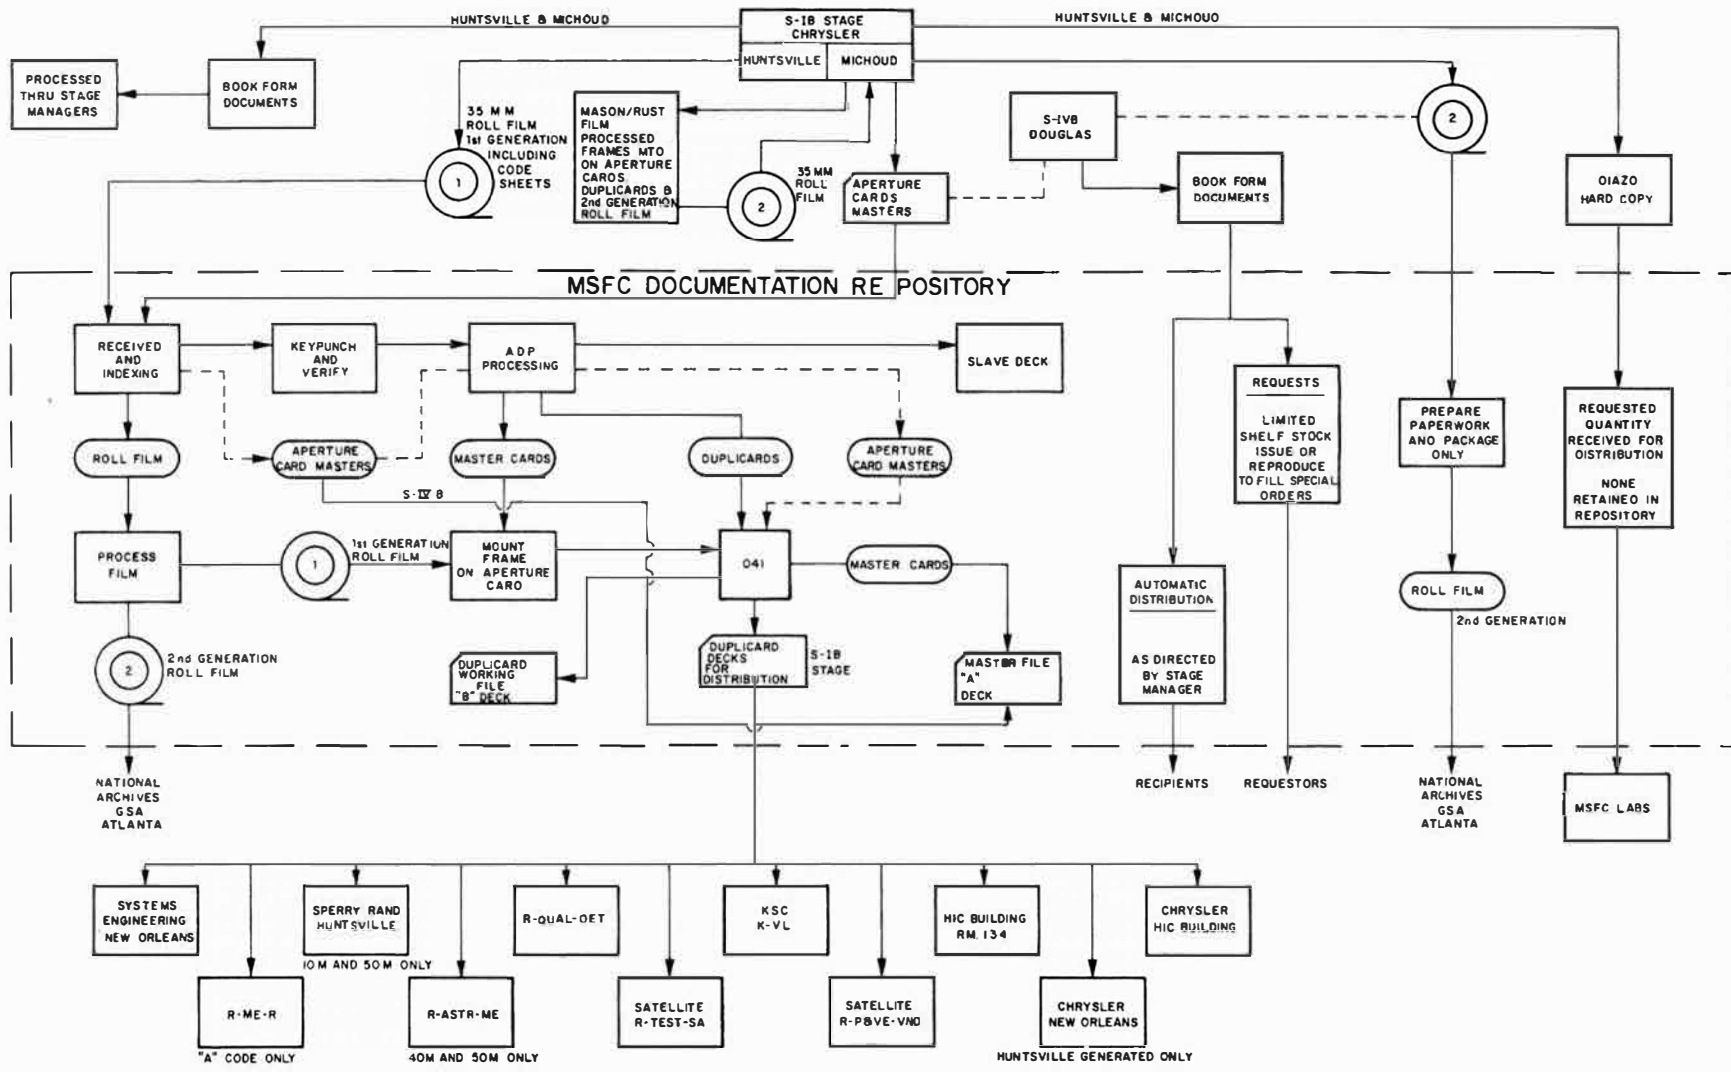 HUNTSVILLE & MICHOUD
S-IB STAGE
CHRYSLER
HUNTSVILLE
MICHOUD
HUNTSVILLE & MICHOUO
PROCESSED
THRU STAGE
MANAGERS
BOOK FORM
DOCUMENTS
35 MM
ROLL FILM
1st GENERATION
INCLUDING
CODE
SHEETS
1
MASON/RUST
FILM
PROCESSED
FRAMES MTO
ON APERTURE
CAROS
DUPLICARDS &
2nd GENERATION
ROLL FILM
2
35 MM
ROLL
FILM
APERTURE
CARDS
MASTERS
S-IVB
DOUGLAS
BOOK FORM
DOCUMENTS
2
OIAZO
HARD COPY
MSFC DOCUMENTATION RE POSITORY
RECEIVED
AND
INDEXING
KEYPUNCH
AND
VERIFY
ADP
PROCESSING
SLAVE DECK
ROLL FILM
APERTURE
CARD MASTERS
MASTER CARDS
DUPLICARDS
APERTURE
CARD MASTERS
S-IV B
PROCESS
FILM
1
1st GENERATION
ROLL FILM
MOUNT
FRAME
ON APERTURE
CARO
041
MASTER CARDS
2
2nd GENERATION
ROLL FILM
DUPLICARD
WORKING
FILE
"B" DECK
DUPLICARD
DECKS
FOR
DISTRIBUTION
S-IB
STAGE
MASTER FILE
"A"
DECK
REQUESTS
LIMITED
SHELF STOCK
ISSUE OR
REPRODUCE
TO FILL SPECIAL
ORDERS
AUTOMATIC
DISTRIBUTION
AS DIRECTED
BY STAGE
MANAGER
PREPARE
PAPERWORK
ANO PACKAGE
ONLY
ROLL FILM
2nd GENERATION
REQUESTED
QUANTITY
RECEIVED FOR
DISTRIBUTION
NONE
RETAINED IN
REPOSITORY
NATIONAL
ARCHIVES
GSA
ATLANTA
RECIPIENTS
REQUESTORS
NATIONAL
ARCHIVES
GSA
ATLANTA
MSFC LABS
SYSTEMS
ENGINEERING
NEW ORLEANS
SPERRY RAND
HUNTSVILLE
10M AND 50M ONLY
R-QUAL-OET
KSC
K-VL
HIC BUILDING
RM. 134
CHRYSLER
HIC BUILDING
R-ME-R
"A" CODE ONLY
R-ASTR-ME
40M AND 50M ONLY
SATELLITE
R-TEST-SA
SATELLITE
R-P&VE-VNO
CHRYSLER
NEW ORLEANS
HUNTSVILLE GENERATED ONLY